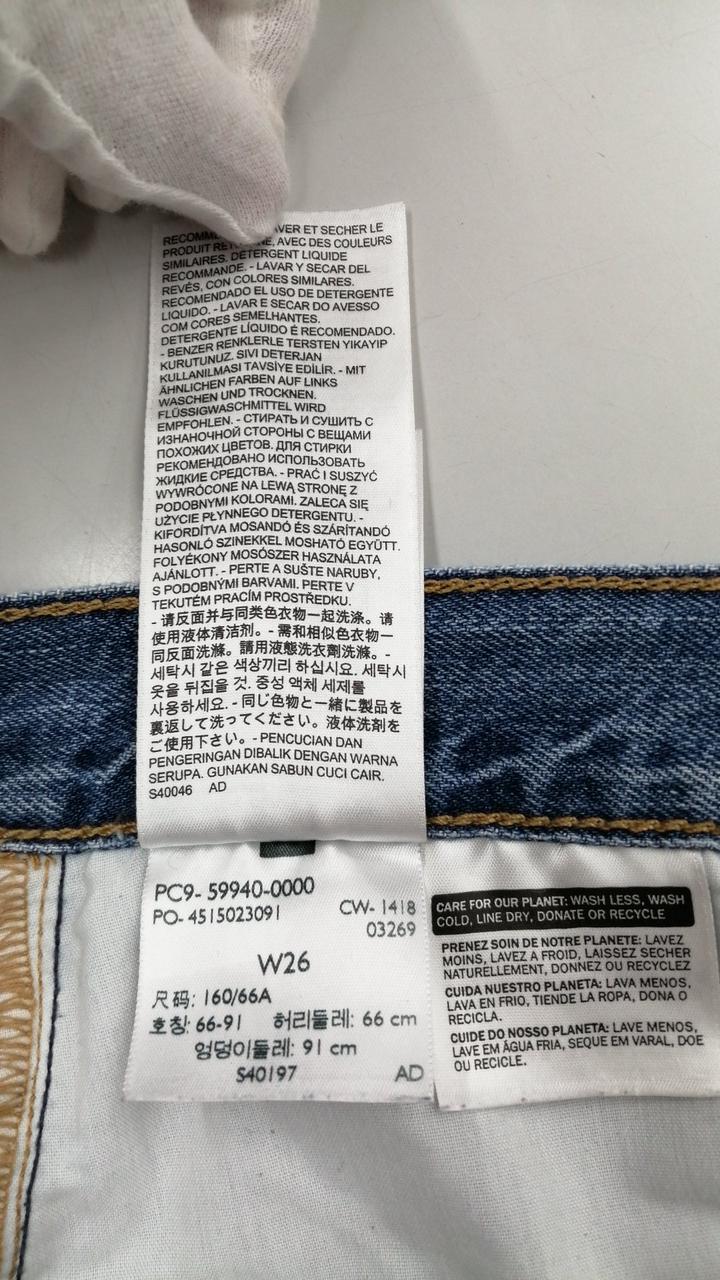 RECOMM AVER ET SECHER LE
PRODUIT RET NE, AVEC DES COULEURS
SIMILAIRES. DÉTERGENT LIQUIDE
RECOMMANDE. - LAVAR Y SECAR DEL
REVÉS, CON COLORES SIMILARES.
RECOMENDADO EL USO DE DETERGENTE
LIQUIDO. - LAVAR E SECAR DO AVESSO
COM CORES SEMELHANTES.
DETERGENTE LÍQUIDO É RECOMENDADO.
- BENZER RENKLERLE TERSTEN YIKAYIP
KURUTUNUZ. SIVI DETERJAN
KULLANILMASI TAVSİYE EDİLİR. - MIT
ÄHNLICHEN FARBEN AUF LINKS
WASCHEN UND TROCKNEN.
FLÜSSIGWASCHMITTEL WIRD
EMPFOHLEN. - СТИРАТЬ И СУШИТЬ С
ИЗНАНОЧНОЙ СТОРОНЫ С ВЕЩАМИ
ПОХОЖИХ ЦВЕТОВ. ДЛЯ СТИРКИ
РЕКОМЕНДОВАНО ИСПОЛЬЗОВАТЬ
ЖИДКИЕ СРЕДСТВА. - PRAĆ I SUSZYĆ
WYWRÓCONE NA LEWĄ STRONĘ Z
PODOBNYMI KOLORAMI. ZALECA SIĘ
UŻYCIE PŁYNNEGO DETERGENTU. -
KIFORDÍTVA MOSANDÓ ÉS SZÁRÍTANDÓ
HASONLÓ SZINEKKEL MOSHATÓ EGYÜTT.
FOLYÉKONY MOSÓSZER HASZNÁLATA
AJÁNLOTT. - PERTE A SUŠTE NARUBY,
S PODOBNÝMI BARVAMI. PERTE V
TEKUTÉM PRACÍM PROSTŘEDKU.
- 请反面并与同类色衣物一起洗涤。请
使用液体清洁剂。- 需和相似色衣物一
同反面洗滌。請用液態洗衣劑洗滌。-
세탁시 같은 색상끼리 하십시요. 세탁시
옷을 뒤집을 것. 중성 액체 세제를
사용하세요. - 同じ色物と一緒に製品を
裏返して洗ってください。液体洗剤を
ご使用下さい。- PENCUCIAN DAN
PENGERINGAN DIBALIK DENGAN WARNA
SERUPA. GUNAKAN SABUN CUCI CAIR.
S40046 AD
PC9- 59940-0000
PO- 4515023091 CW- 1418
03269
W26
尺码: 160/66A
호칭: 66-91 허리둘레: 66 cm
엉덩이둘레: 91 cm
S40197 AD
CARE FOR OUR PLANET: WASH LESS, WASH
COLD, LINE DRY, DONATE OR RECYCLE
PRENEZ SOIN DE NOTRE PLANETE: LAVEZ
MOINS, LAVEZ A FROID, LAISSEZ SECHER
NATURELLEMENT, DONNEZ OU RECYCLEZ
CUIDA NUESTRO PLANETA: LAVA MENOS,
LAVA EN FRIO, TIENDE LA ROPA, DONA O
RECICLA.
CUIDE DO NOSSO PLANETA: LAVE MENOS,
LAVE EM ÁGUA FRIA, SEQUE EM VARAL, DOE
OU RECICLE.